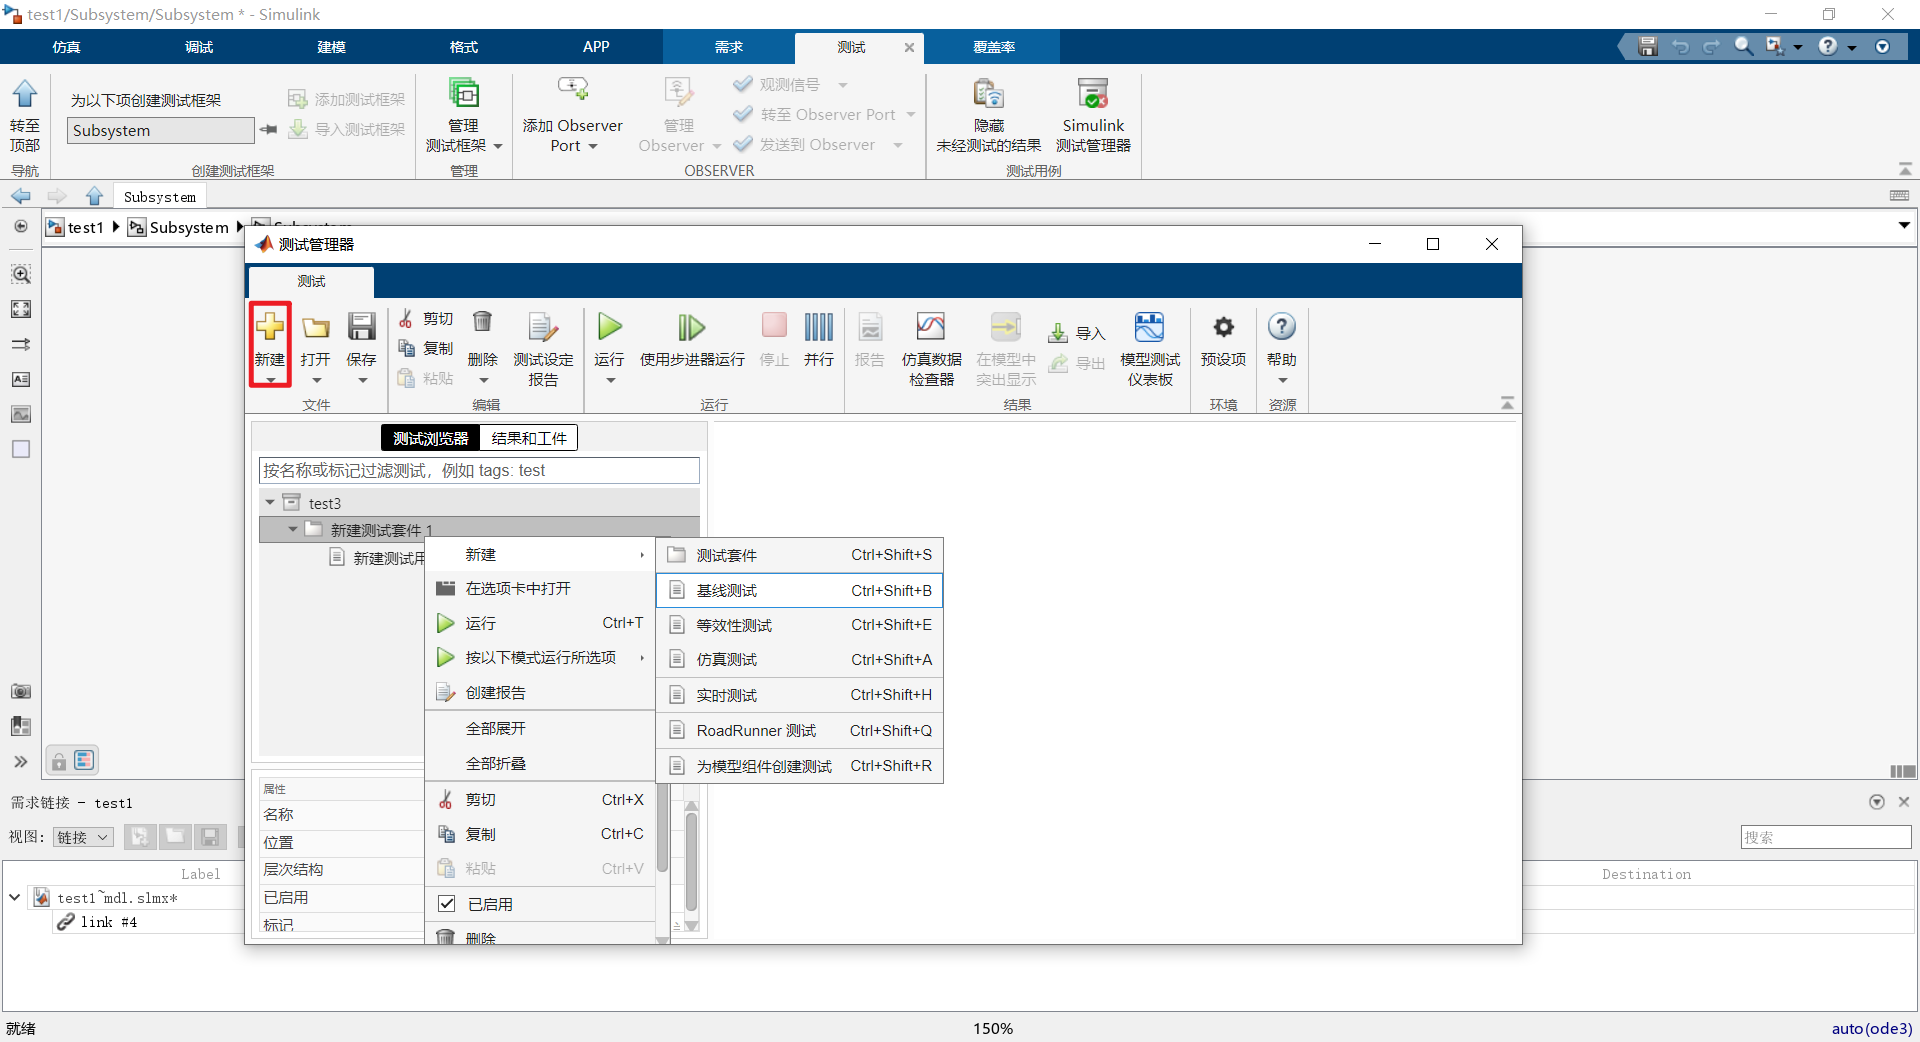 test1/Subsystem/Subsystem * - Simulink
仿真 调试 建模 格式 APP 需求 测试 覆盖率
转至
顶部
导航
为以下项创建测试框架
Subsystem
添加测试框架
导入测试框架
创建测试框架
管理
测试框架
管理
添加 Observer
Port
管理
Observer
观测信号
转至 Observer Port
发送到 Observer
OBSERVER
隐藏
未经测试的结果
Simulink
测试管理器
测试用例
Subsystem
test1 Subsystem
测试管理器
测试
新建
打开
保存
文件
剪切
复制
粘贴
删除
测试设定
报告
编辑
运行
使用步进器运行
停止
并行
运行
报告
仿真数据
检查器
在模型中
突出显示
导入
导出
模型测试
仪表板
结果
预设项
环境
帮助
资源
测试浏览器 结果和工件
按名称或标记过滤测试，例如 tags: test
test3
新建测试套件 1
新建测试用
新建
在选项卡中打开
运行 Ctrl+T
按以下模式运行所选项
创建报告
全部展开
全部折叠
剪切 Ctrl+X
复制 Ctrl+C
粘贴 Ctrl+V
已启用
删除
测试套件 Ctrl+Shift+S
基线测试 Ctrl+Shift+B
等效性测试 Ctrl+Shift+E
仿真测试 Ctrl+Shift+A
实时测试 Ctrl+Shift+H
RoadRunner 测试 Ctrl+Shift+Q
为模型组件创建测试 Ctrl+Shift+R
属性
名称
位置
层次结构
已启用
标记
需求链接 - test1
视图: 链接
搜索
Label Destination
test1~mdl.slmx*
link #4
就绪 150% auto(ode3)